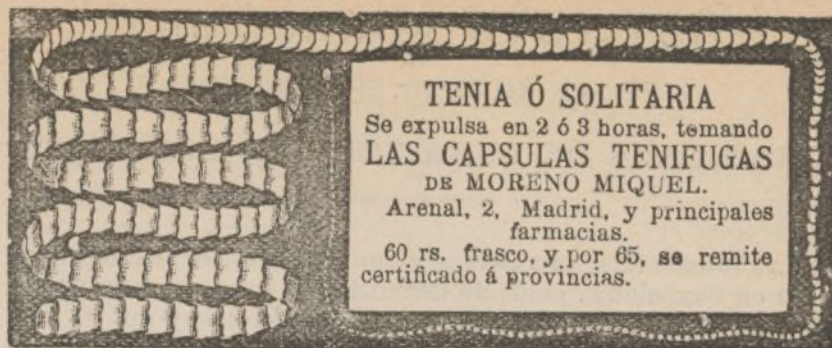 TENIA Ó SOLITARIA
Se expulsa en 2 ó 3 horas, tomando
LAS CAPSULAS TENIFUGAS
DE MORENO MIQUEL.
Arenal, 2, Madrid, y principales
farmacias.
60 rs. frasco, y por 65, se remite
certificado á provincias.